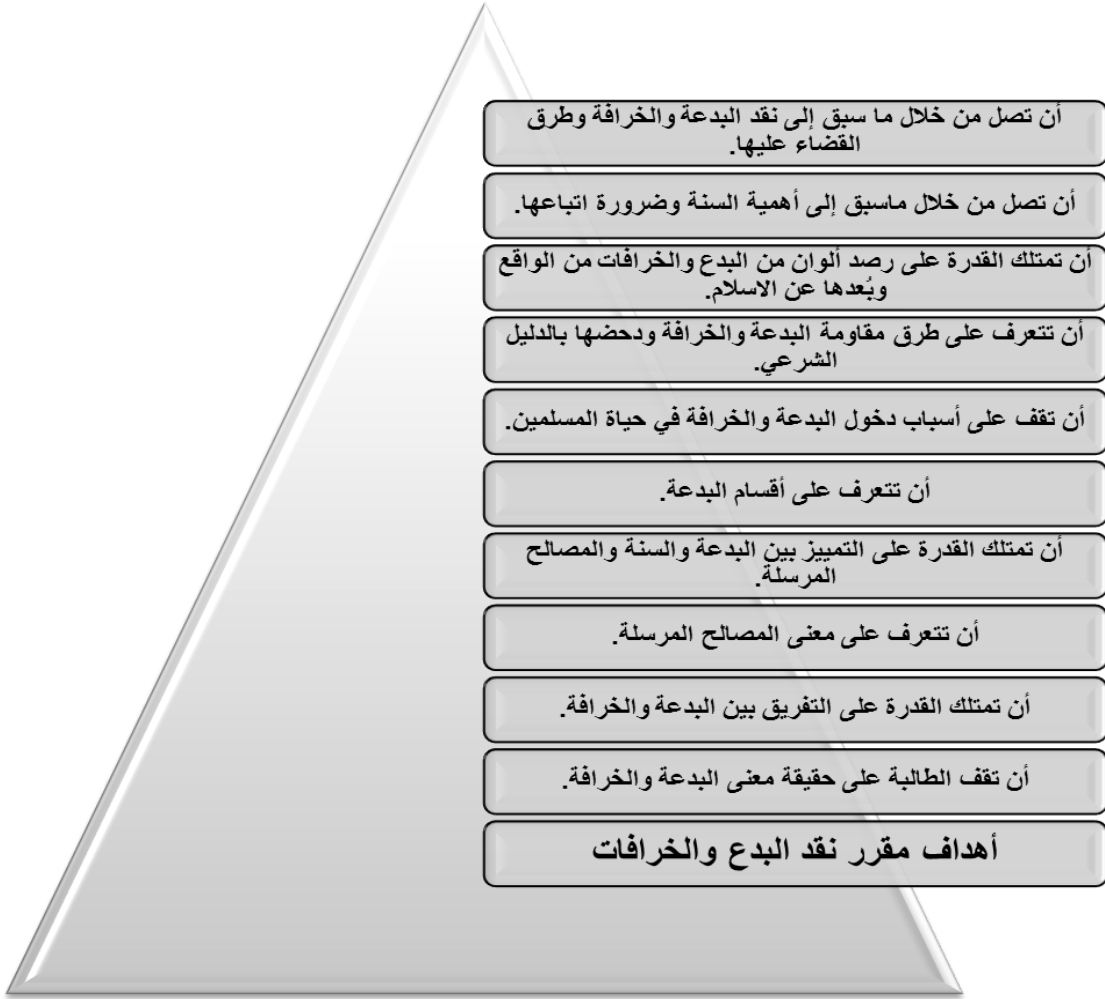 أن تصل من خلال ما سبق إلى نقد البدعة والخرافة وطرق
القضاء عليها.
أن تصل من خلال ماسبق إلى أهمية السنة وضرورة اتباعها.
أن تمتلك القدرة على رصد ألوان من البدع والخرافات من الواقع
وبُعدها عن الاسلام.
أن تتعرف على طرق مقاومة البدعة والخرافة ودحضها بالدليل
الشرعي.
أن تقف على أسباب دخول البدعة والخرافة في حياة المسلمين.
أن تتعرف على أقسام البدعة.
أن تمتلك القدرة على التمييز بين البدعة والسنة والمصالح
المرسلة.
أن تتعرف على معنى المصالح المرسلة.
أن تمتلك القدرة على التفريق بين البدعة والخرافة.
أن تقف الطالبة على حقيقة معنى البدعة والخرافة.
أهداف مقرر نقد البدع والخرافات